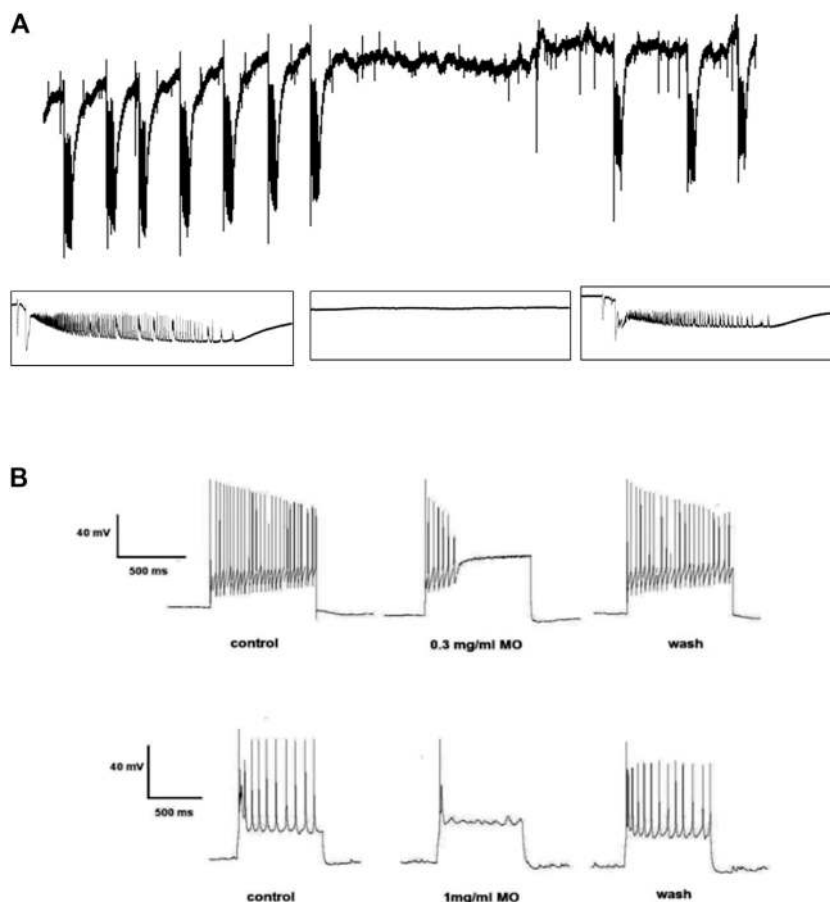 A
B
40 mV
500 ms
control
0.3 mg/ml MO
wash
40 mV
500 ms
control
1mg/ml MO
wash